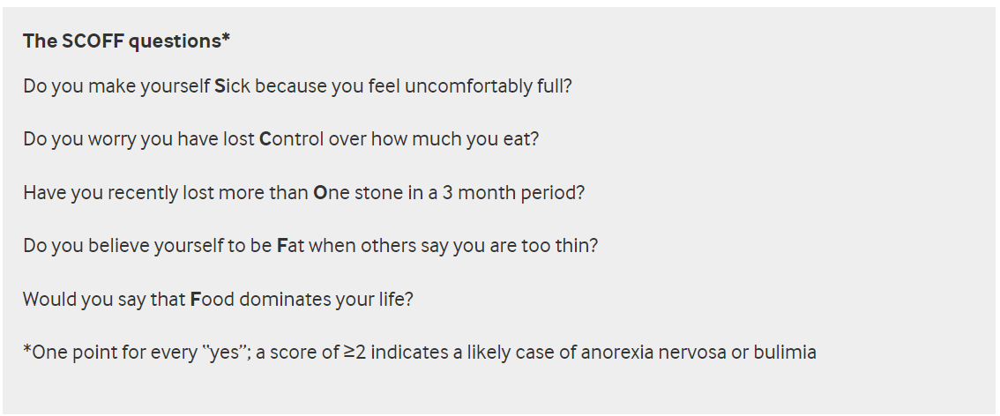 The SCOFF questions*
Do you make yourself Sick because you feel uncomfortably full?
Do you worry you have lost Control over how much you eat?
Have you recently lost more than One stone in a 3 month period?
Do you believe yourself to be Fat when others say you are too thin?
Would you say that Food dominates your life?
*One point for every “yes”; a score of ≥2 indicates a likely case of anorexia nervosa or bulimia